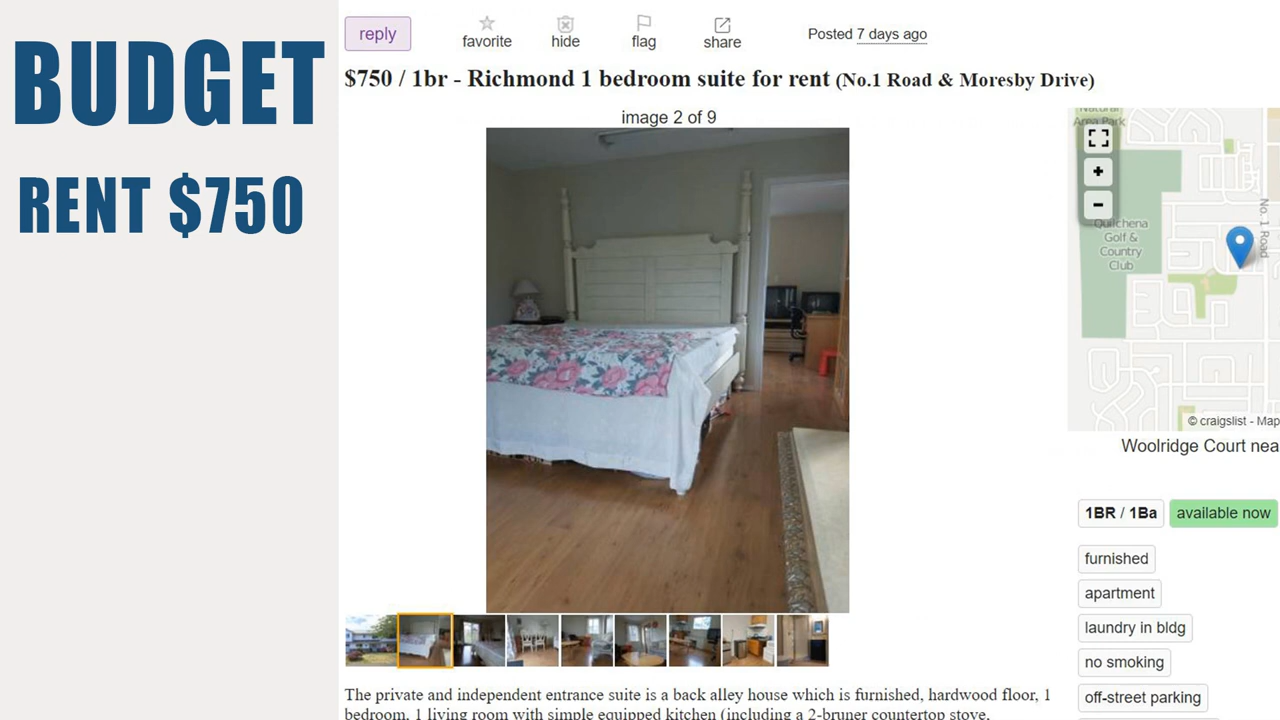 BUDGET
RENT $750
reply
favorite
hide
flag
share
Posted 7 days ago
$750 / 1br - Richmond 1 bedroom suite for rent (No.1 Road & Moresby Drive)
image 2 of 9
Natural
Area Park
+
-
Quilchena
Golf &
Country
Club
No. 1 Road
© craigslist - Map
Woolridge Court nea
1BR / 1Ba
available now
furnished
apartment
laundry in bldg
no smoking
off-street parking
The private and independent entrance suite is a back alley house which is furnished, hardwood floor, 1
bedroom, 1 living room with simple equipped kitchen (including a 2-bruner countertop stove,